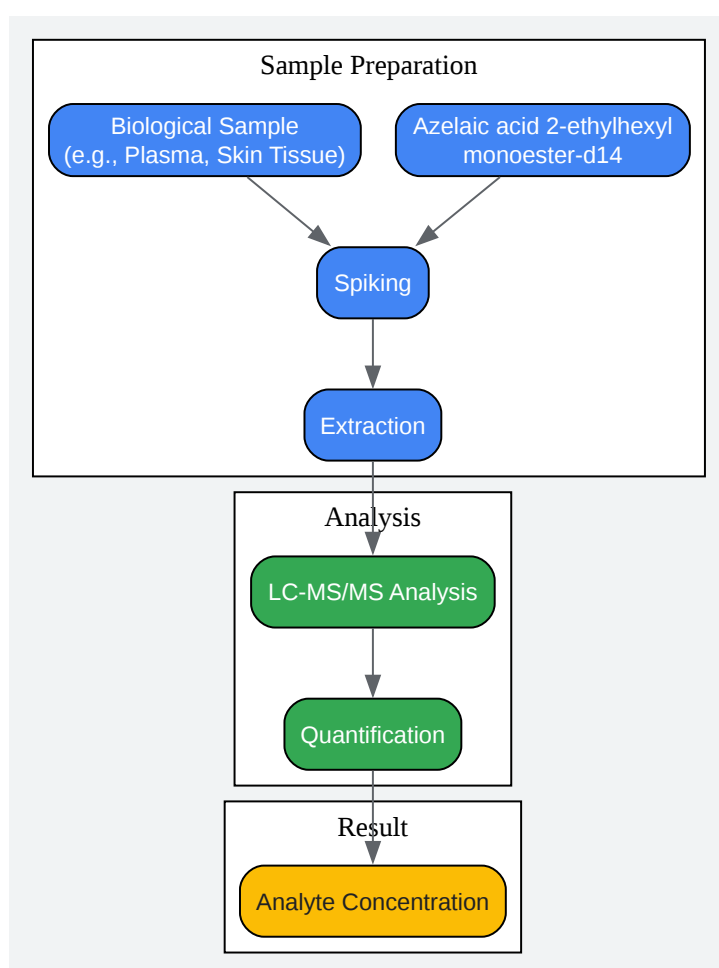 Sample Preparation
Biological Sample
(e.g., Plasma, Skin Tissue)
Azelaic acid 2-ethylhexyl
monoester-d14
Spiking
Extraction
Analysis
LC-MS/MS Analysis
Quantification
Result
Analyte Concentration